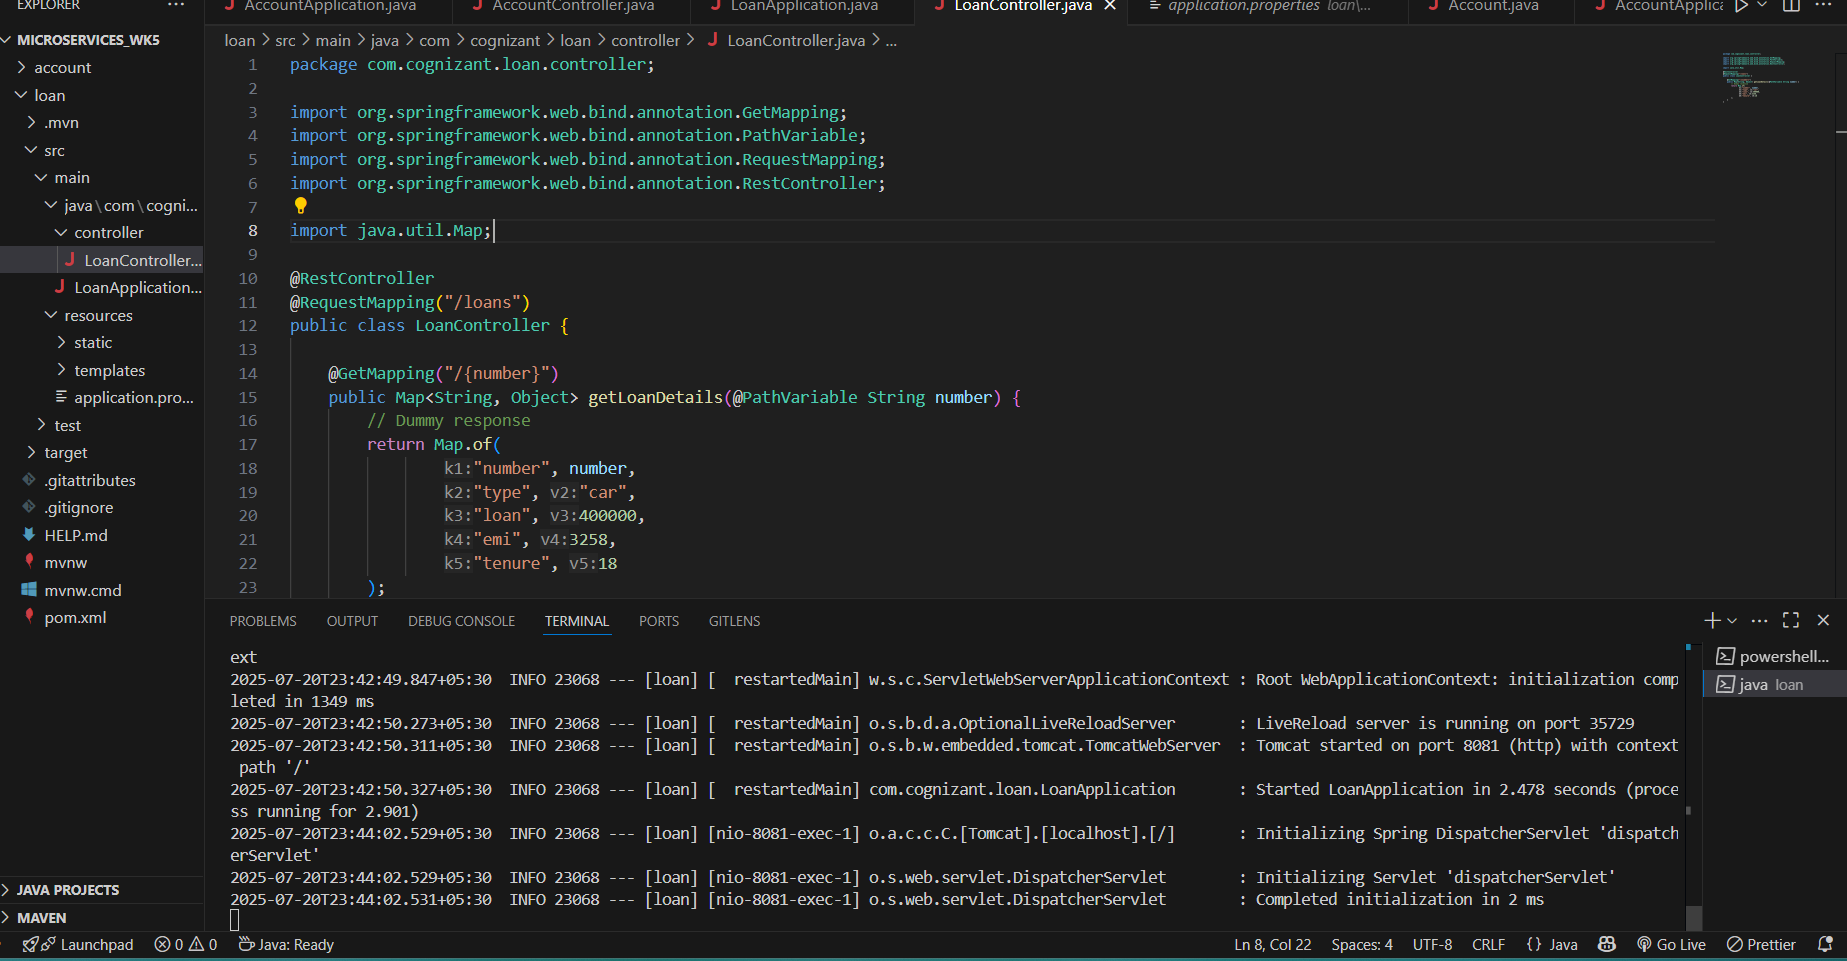 EXPLORER
MICROSERVICES_WK5
account
loan
.mvn
src
main
java\com\cogni...
controller
LoanController...
LoanApplication...
resources
static
templates
application.pro...
test
target
.gitattributes
.gitignore
HELP.md
mvnw
mvnw.cmd
pom.xml
JAVA PROJECTS
MAVEN
AccountApplication.java
AccountController.java
LoanApplication.java
LoanController.java
application.properties loan\...
Account.java
AccountApplica
loan > src > main > java > com > cognizant > loan > controller > LoanController.java > ...
1 package com.cognizant.loan.controller;
2
3 import org.springframework.web.bind.annotation.GetMapping;
4 import org.springframework.web.bind.annotation.PathVariable;
5 import org.springframework.web.bind.annotation.RequestMapping;
6 import org.springframework.web.bind.annotation.RestController;
7
8 import java.util.Map;
9
10 @RestController
11 @RequestMapping("/loans")
12 public class LoanController {
13
14 @GetMapping("/{number}")
15 public Map<String, Object> getLoanDetails(@PathVariable String number) {
16 // Dummy response
17 return Map.of(
18 k1:"number", number,
19 k2:"type", v2:"car",
20 k3:"loan", v3:400000,
21 k4:"emi", v4:3258,
22 k5:"tenure", v5:18
23 );
PROBLEMS OUTPUT DEBUG CONSOLE TERMINAL PORTS GITLENS
ext
2025-07-20T23:42:49.847+05:30 INFO 23068 --- [loan] [ restartedMain] w.s.c.ServletWebServerApplicationContext : Root WebApplicationContext: initialization comp
leted in 1349 ms
2025-07-20T23:42:50.273+05:30 INFO 23068 --- [loan] [ restartedMain] o.s.b.d.a.OptionalLiveReloadServer : LiveReload server is running on port 35729
2025-07-20T23:42:50.311+05:30 INFO 23068 --- [loan] [ restartedMain] o.s.b.w.embedded.tomcat.TomcatWebServer : Tomcat started on port 8081 (http) with context
path '/'
2025-07-20T23:42:50.327+05:30 INFO 23068 --- [loan] [ restartedMain] com.cognizant.loan.LoanApplication : Started LoanApplication in 2.478 seconds (proce
ss running for 2.901)
2025-07-20T23:44:02.529+05:30 INFO 23068 --- [loan] [nio-8081-exec-1] o.a.c.c.C.[Tomcat].[localhost].[/] : Initializing Spring DispatcherServlet 'dispatch
erServlet'
2025-07-20T23:44:02.529+05:30 INFO 23068 --- [loan] [nio-8081-exec-1] o.s.web.servlet.DispatcherServlet : Initializing Servlet 'dispatcherServlet'
2025-07-20T23:44:02.531+05:30 INFO 23068 --- [loan] [nio-8081-exec-1] o.s.web.servlet.DispatcherServlet : Completed initialization in 2 ms
powershell...
java loan
Launchpad 0 0 Java: Ready Ln 8, Col 22 Spaces: 4 UTF-8 CRLF {} Java Go Live Prettier